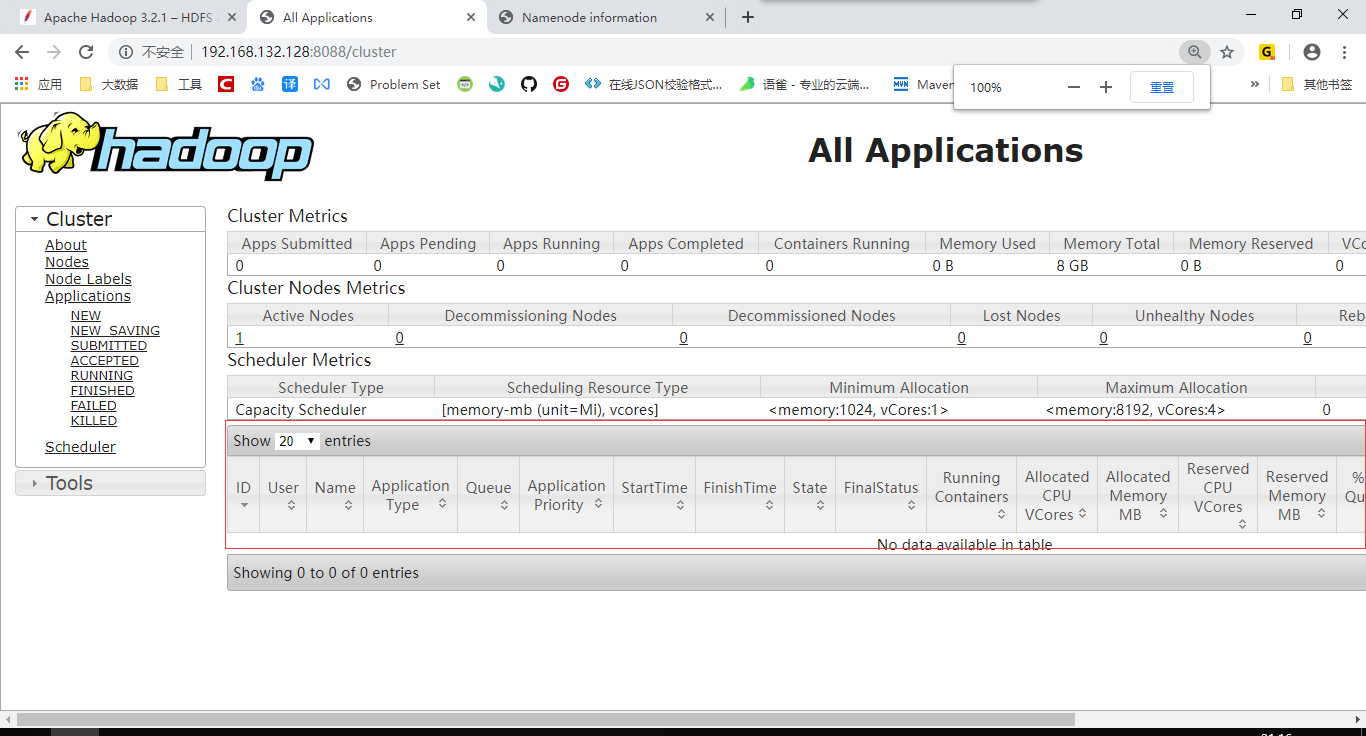 Apache Hadoop 3.2.1 – HDFS
All Applications
Namenode information
不安全
192.168.132.128:8088/cluster
应用
大数据
工具
译
Problem Set
在线JSON校验格式...
语雀 - 专业的云端...
MVN
Maven
其他书签
100%
重置
hadoop
All Applications
Cluster
About
Nodes
Node Labels
Applications
NEW
NEW_SAVING
SUBMITTED
ACCEPTED
RUNNING
FINISHED
FAILED
KILLED
Scheduler
Tools
Cluster Metrics
Apps Submitted Apps Pending Apps Running Apps Completed Containers Running Memory Used Memory Total Memory Reserved VCo
0 0 0 0 0 0 B 8 GB 0 B 0
Cluster Nodes Metrics
Active Nodes Decommissioning Nodes Decommissioned Nodes Lost Nodes Unhealthy Nodes Reb
1 0 0 0 0 0
Scheduler Metrics
Scheduler Type Scheduling Resource Type Minimum Allocation Maximum Allocation
Capacity Scheduler [memory-mb (unit=Mi), vcores] <memory:1024, vCores:1> <memory:8192, vCores:4> 0
Show 20 entries
ID User Name Application Type Queue Application Priority StartTime FinishTime State FinalStatus Running Containers Allocated CPU VCores Allocated Memory MB Reserved CPU VCores Reserved Memory MB % Qu
No data available in table
Showing 0 to 0 of 0 entries